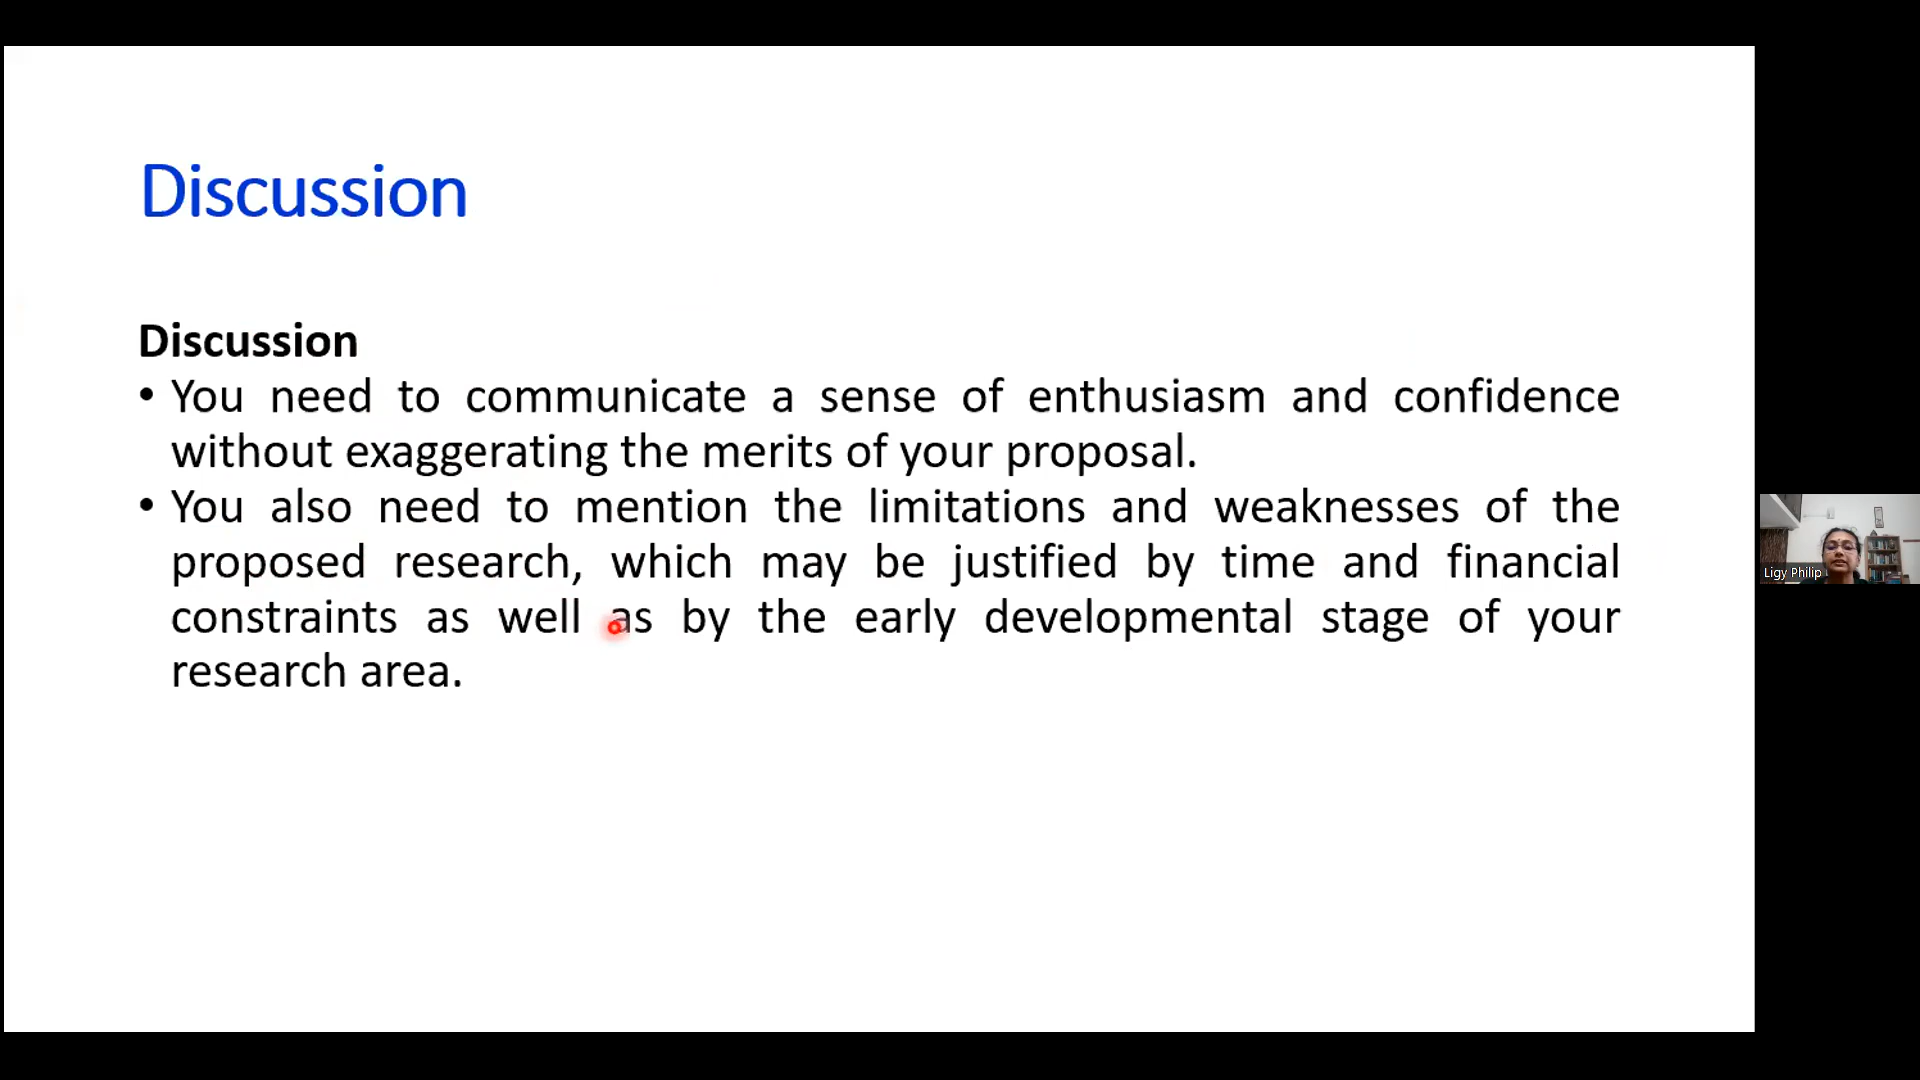 Discussion
Discussion
• You need to communicate a sense of enthusiasm and confidence
without exaggerating the merits of your proposal.
• You also need to mention the limitations and weaknesses of the
proposed research, which may be justified by time and financial
constraints as well as by the early developmental stage of your
research area.
Ligy Philip